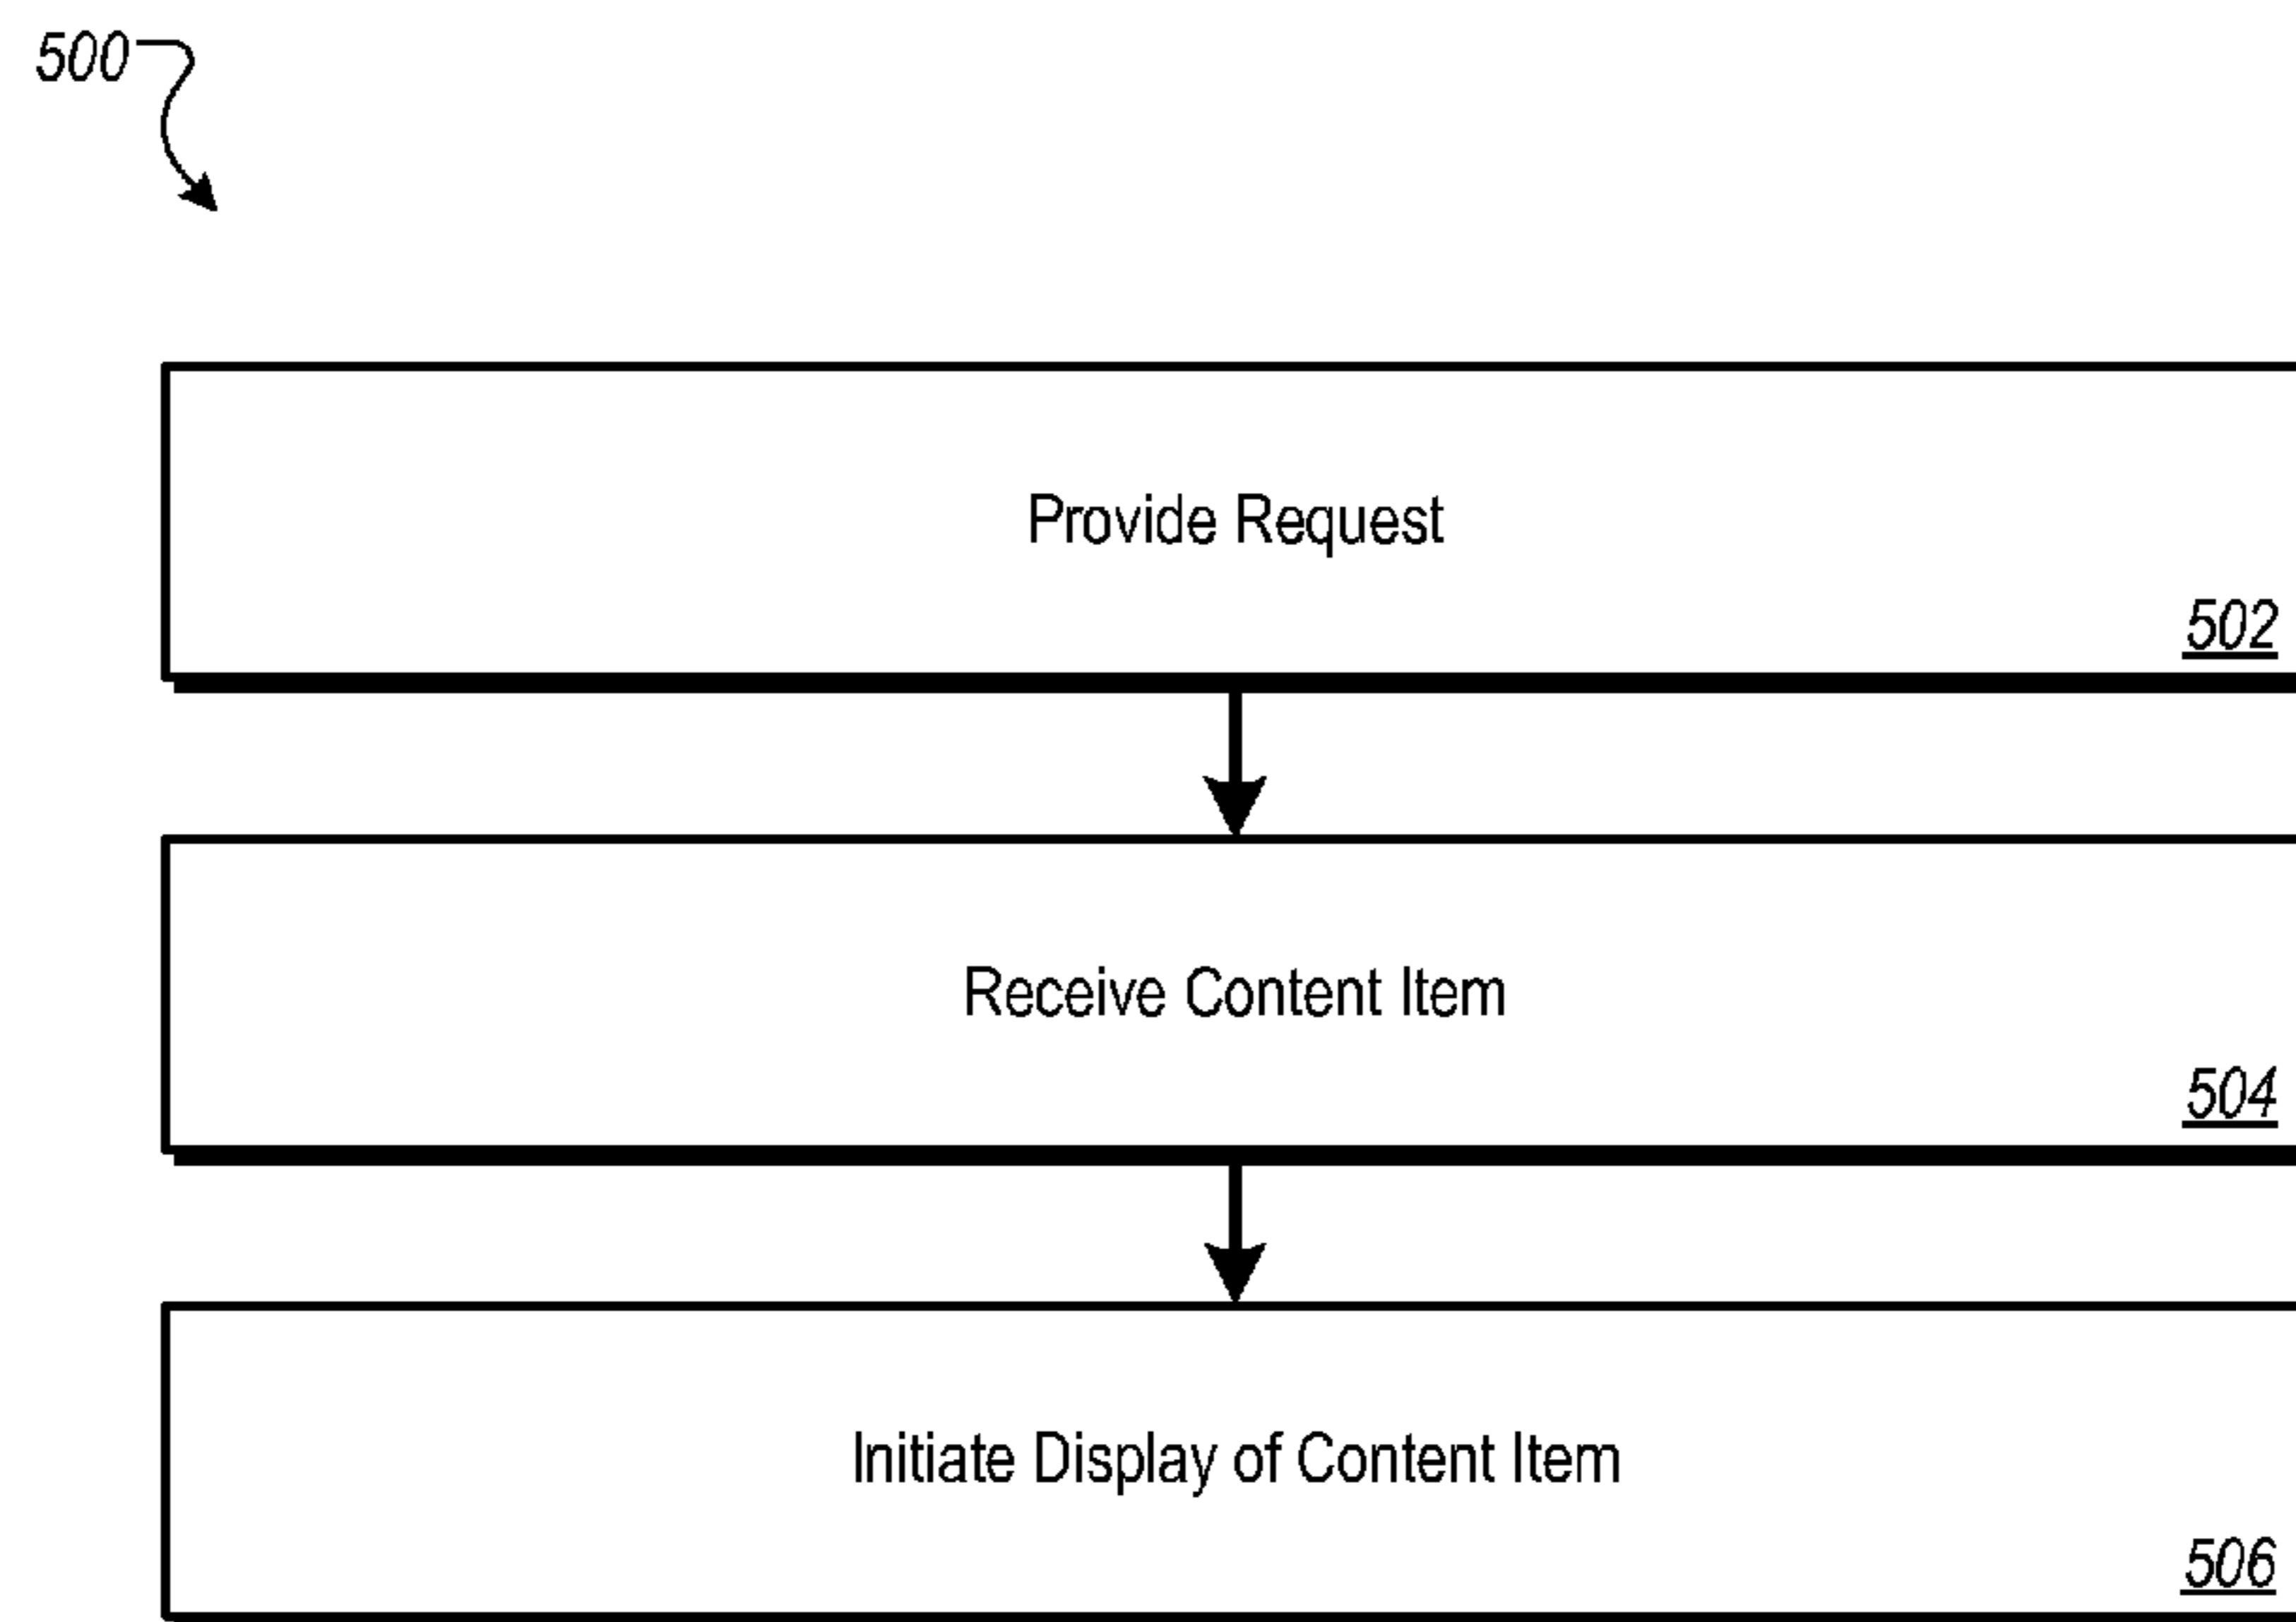 500
Provide Request
502
Receive Content Item
504
Initiate Display of Content Item
506